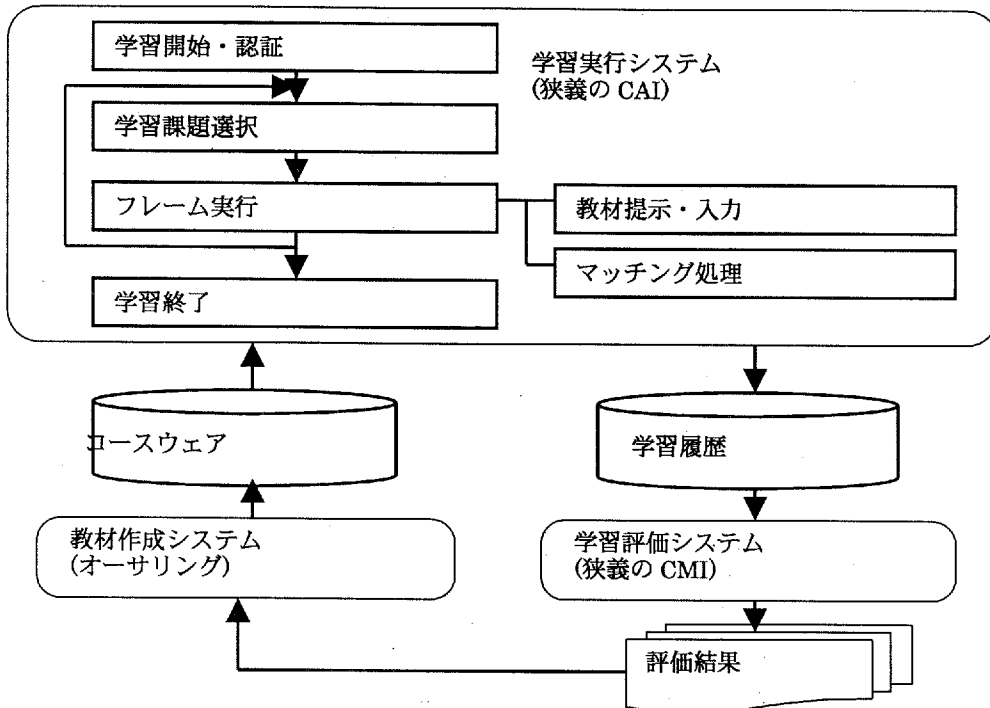 学習開始・認証
学習実行システム
(狭義の CAI)
学習課題選択
フレーム実行
教材提示・入力
マッチング処理
学習終了
コースウェア
学習履歴
教材作成システム
(オーサリング)
学習評価システム
(狭義の CMI)
評価結果